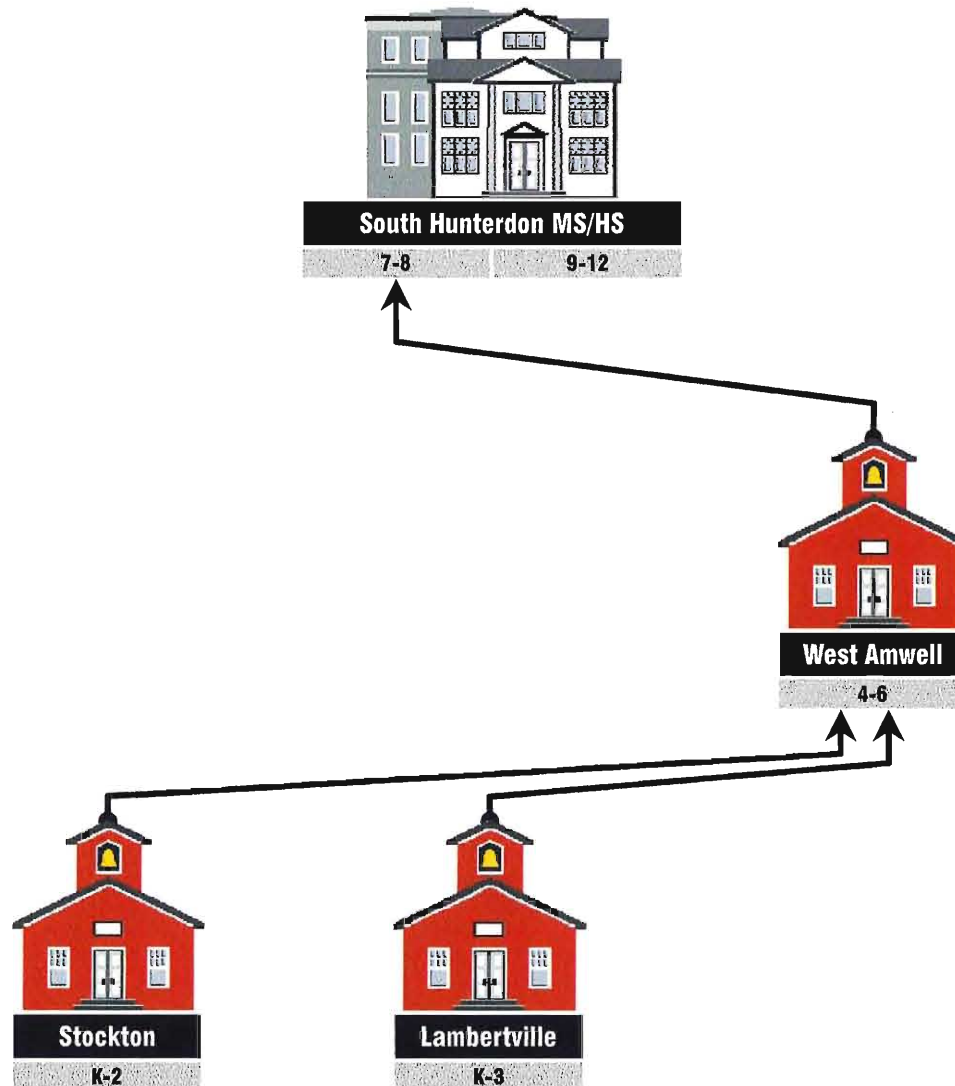 South Hunterdon MS/HS
7-8 9-12
West Amwell
4-6
Stockton
K-2
Lambertville
K-3